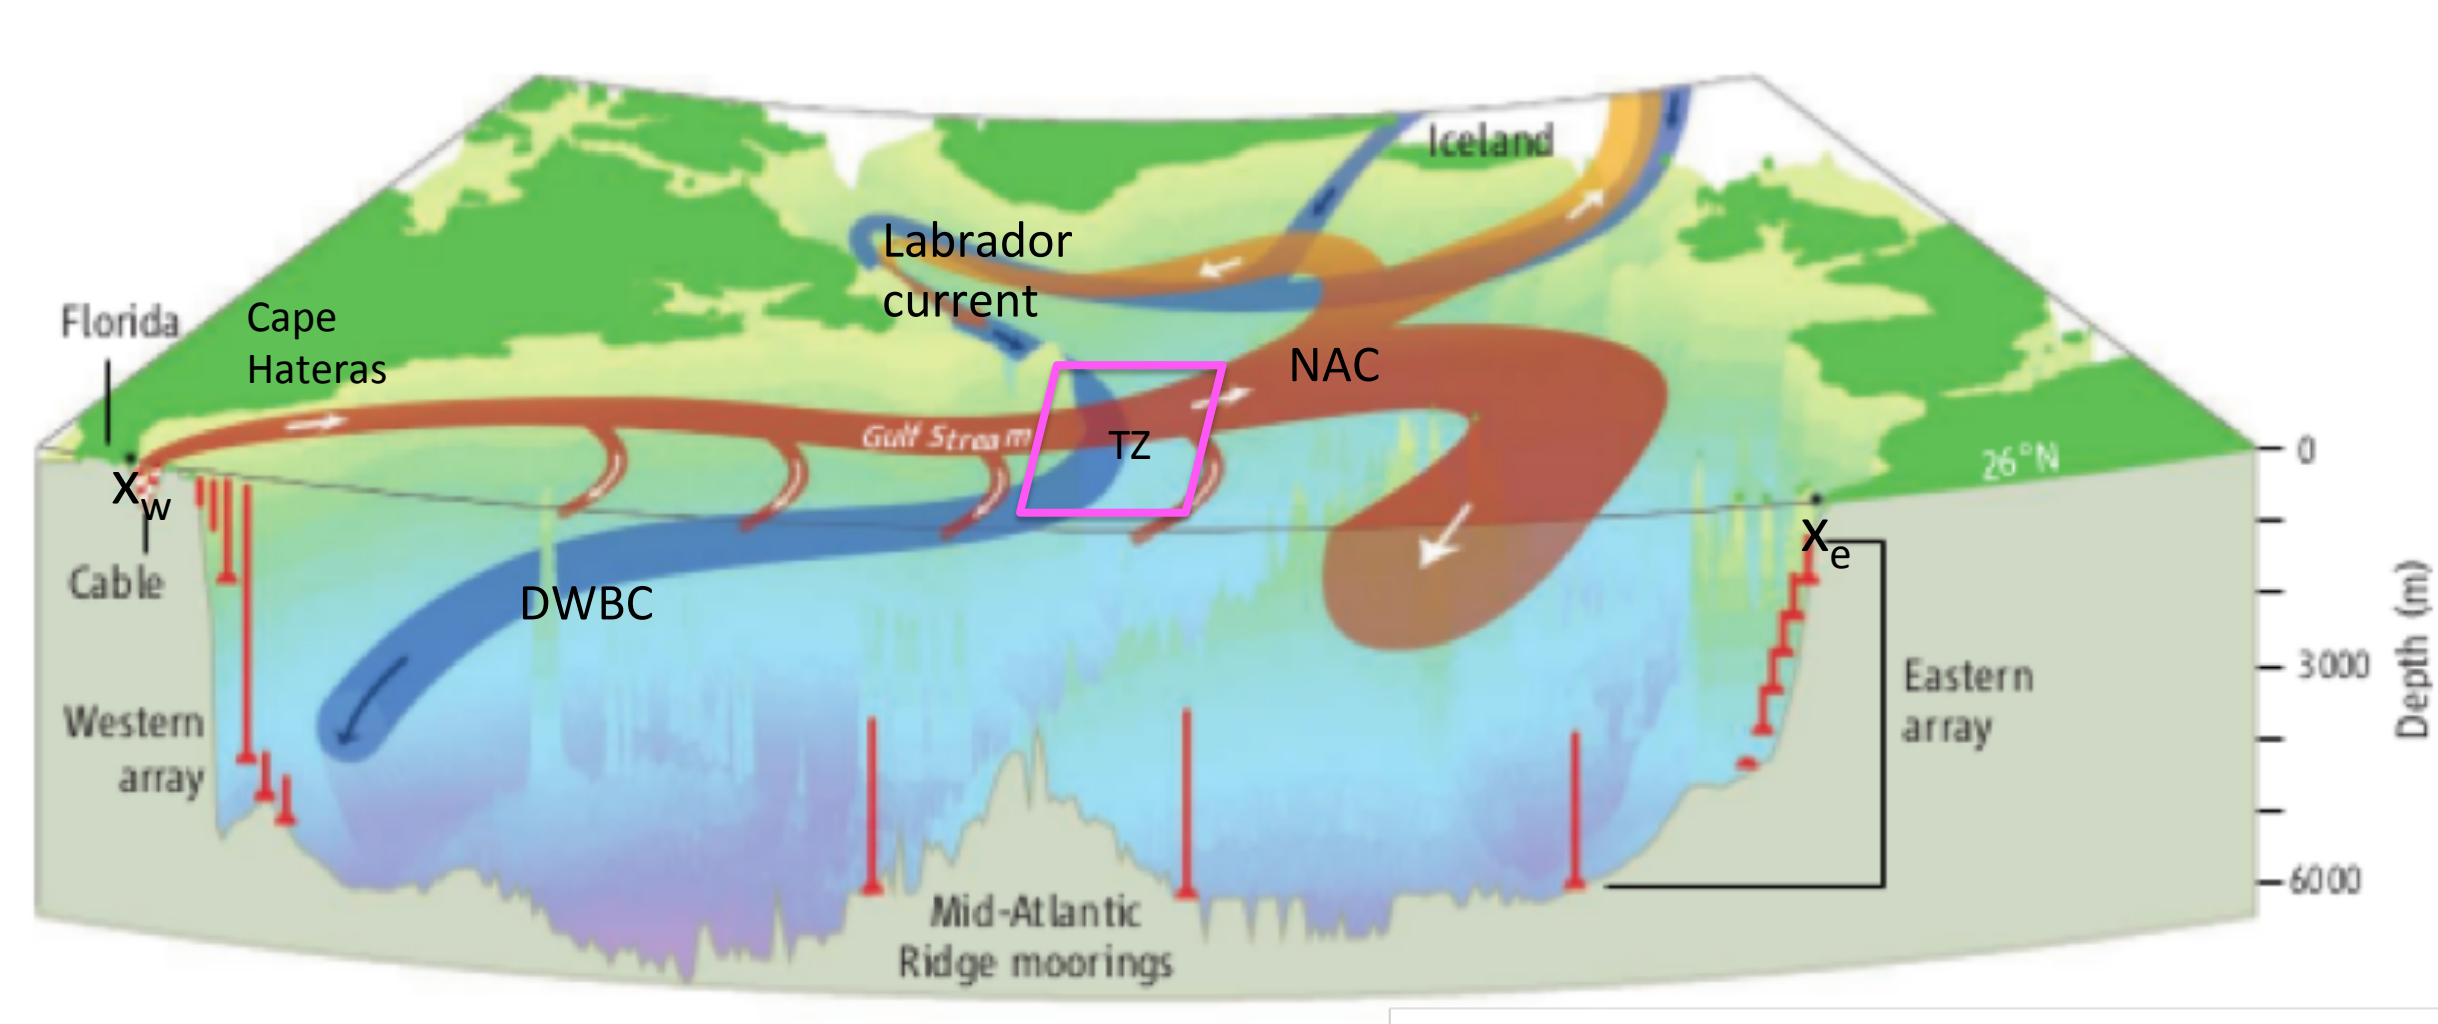 Iceland
Labrador
current
Florida
Cape
Hateras
NAC
Gulf Stream
TZ
26°N
0
Xw
Xe
Cable
DWBC
Western
array
Eastern
array
3000
Depth (m)
6000
Mid-Atlantic
Ridge moorings